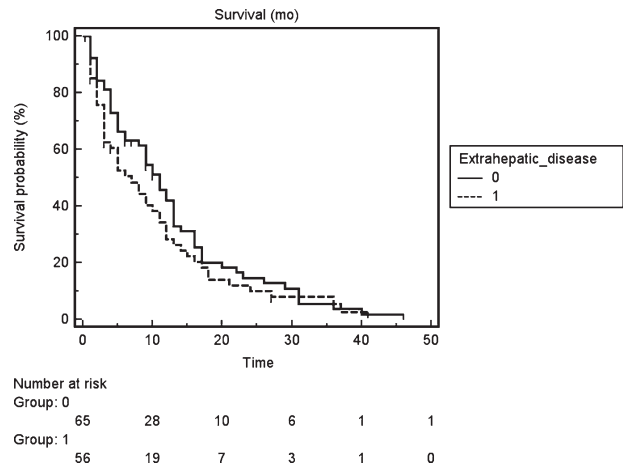 Survival (mo)
100
80
60
40
20
0
Survival probability (%)
0 10 20 30 40 50
Time
Extrahepatic_disease
0
1
Number at risk
Group: 0
65 28 10 6 1 1
Group: 1
56 19 7 3 1 0